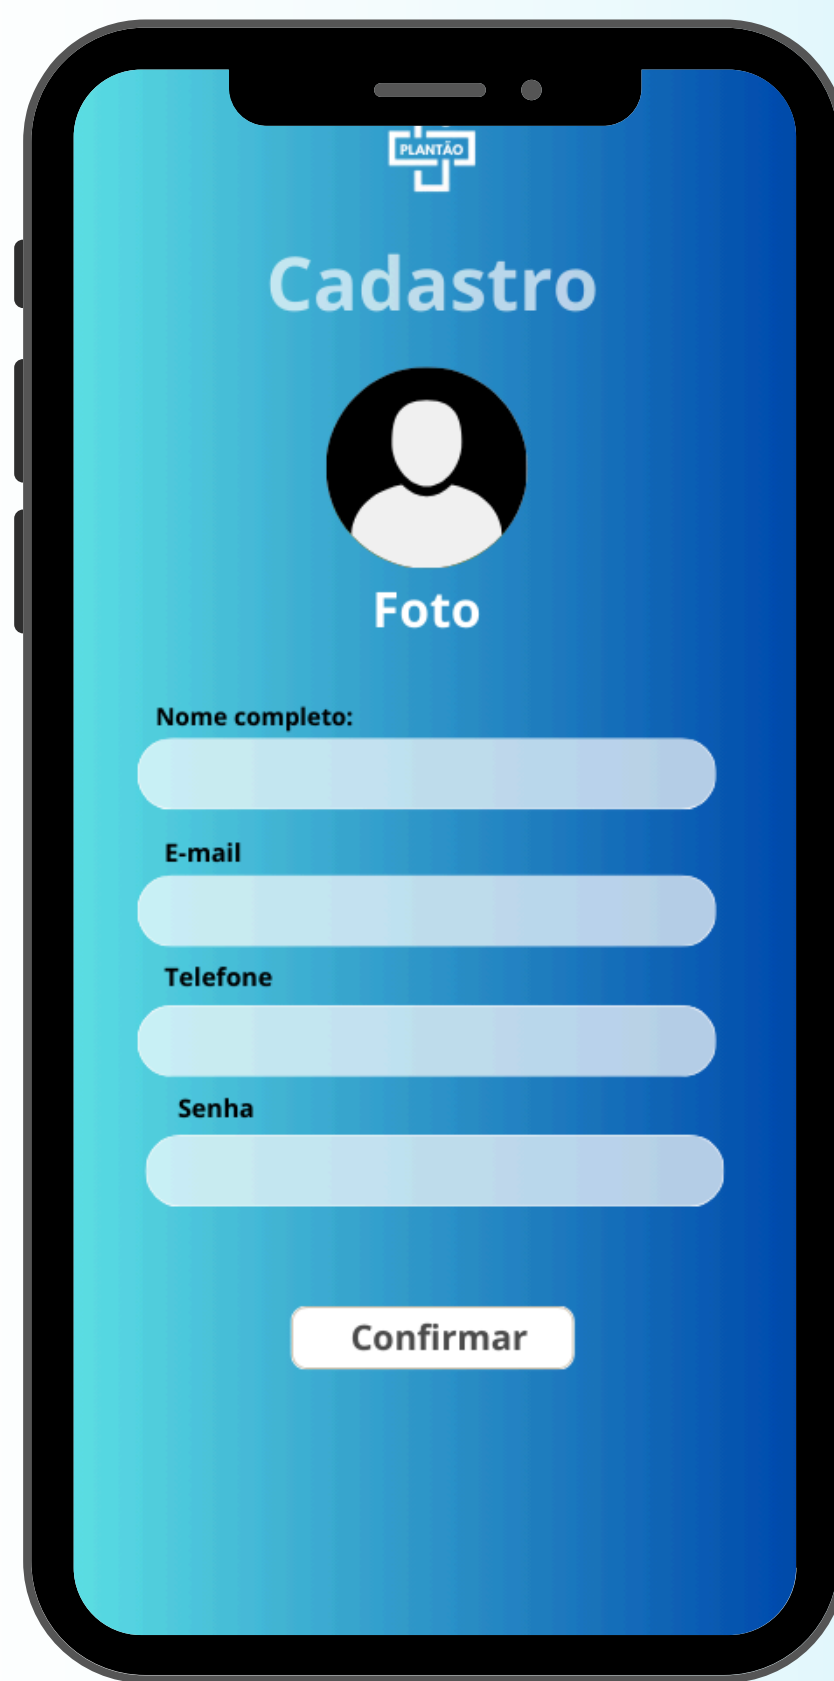 PLANTÃO
Cadastro
Foto
Nome completo:
E-mail
Telefone
Senha
Confirmar